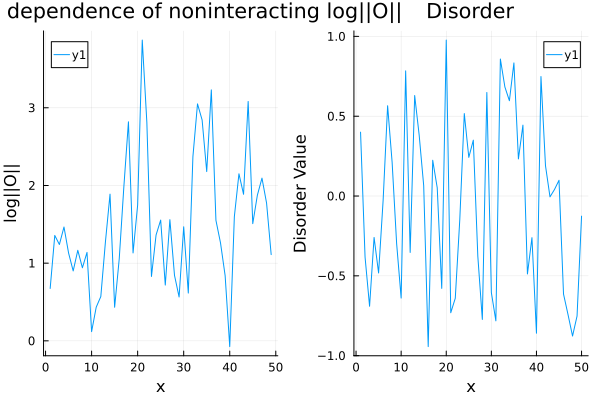 dependence of noninteracting log||O|| Disorder
y1
log||O||
3
2
1
0
0 10 20 30 40 50
x
y1
Disorder Value
1.0
0.5
0.0
−0.5
−1.0
0 10 20 30 40 50
x